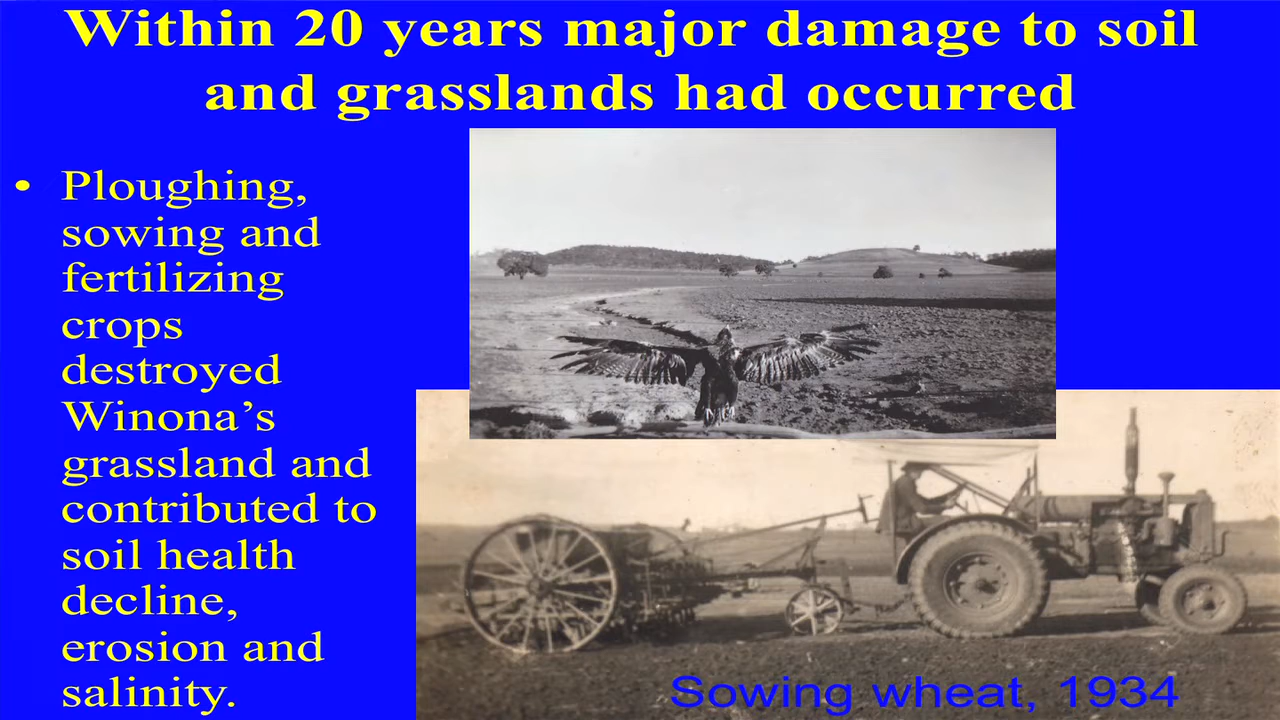 Within 20 years major damage to soil
and grasslands had occurred
• Ploughing,
sowing and
fertilizing
crops
destroyed
Winona’s
grassland and
contributed to
soil health
decline,
erosion and
salinity.
Sowing wheat, 1934